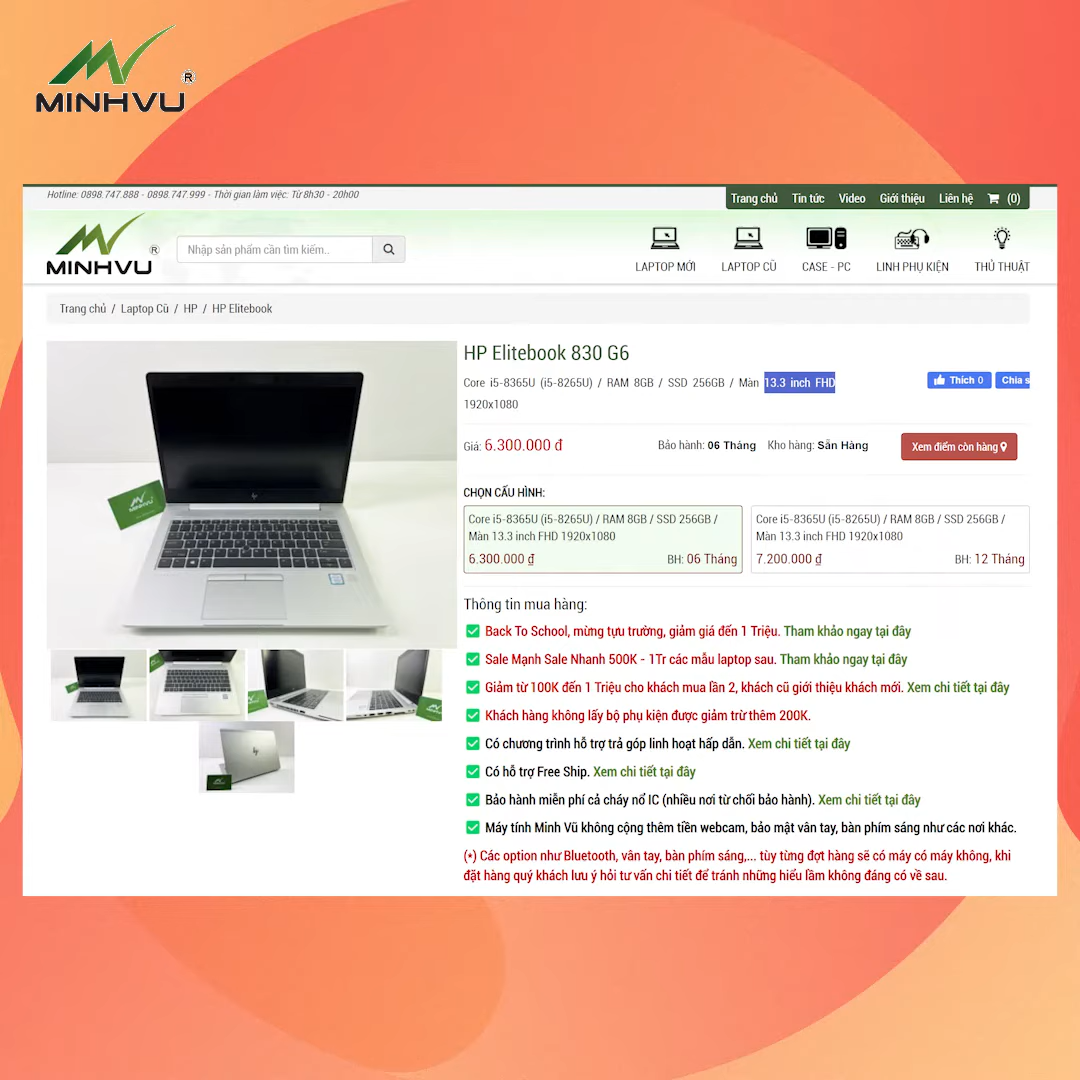 MINHVU
®
Hotline: 0898.747.888 - 0898.747.999 - Thời gian làm việc: Từ 8h30 - 20h00
Trang chủ Tin tức Video Giới thiệu Liên hệ (0)
MINHVU ®
Nhập sản phẩm cần tìm kiếm..
LAPTOP MỚI LAPTOP CŨ CASE - PC LINH PHỤ KIỆN THỦ THUẬT
Trang chủ / Laptop Cũ / HP / HP Elitebook
HP Elitebook 830 G6
Core i5-8365U (i5-8265U) / RAM 8GB / SSD 256GB / Màn 13.3 inch FHD
1920x1080
Thích 0 Chia s
Giá: 6.300.000 đ Bảo hành: 06 Tháng Kho hàng: Sẵn Hàng Xem điểm còn hàng
CHỌN CẤU HÌNH:
Core i5-8365U (i5-8265U) / RAM 8GB / SSD 256GB /
Màn 13.3 inch FHD 1920x1080
6.300.000 ₫ BH: 06 Tháng
Core i5-8365U (i5-8265U) / RAM 8GB / SSD 256GB /
Màn 13.3 inch FHD 1920x1080
7.200.000 ₫ BH: 12 Tháng
MINHVU
Thông tin mua hàng:
Back To School, mừng tựu trường, giảm giá đến 1 Triệu. Tham khảo ngay tại đây
Sale Mạnh Sale Nhanh 500K - 1Tr các mẫu laptop sau. Tham khảo ngay tại đây
Giảm từ 100K đến 1 Triệu cho khách mua lần 2, khách cũ giới thiệu khách mới. Xem chi tiết tại đây
Khách hàng không lấy bộ phụ kiện được giảm trừ thêm 200K.
Có chương trình hỗ trợ trả góp linh hoạt hấp dẫn. Xem chi tiết tại đây
Có hỗ trợ Free Ship. Xem chi tiết tại đây
Bảo hành miễn phí cả cháy nổ IC (nhiều nơi từ chối bảo hành). Xem chi tiết tại đây
Máy tính Minh Vũ không cộng thêm tiền webcam, bảo mật vân tay, bàn phím sáng như các nơi khác.
(*) Các option như Bluetooth, vân tay, bàn phím sáng,... tùy từng đợt hàng sẽ có máy có máy không, khi
đặt hàng quý khách lưu ý hỏi tư vấn chi tiết để tránh những hiểu lầm không đáng có về sau.